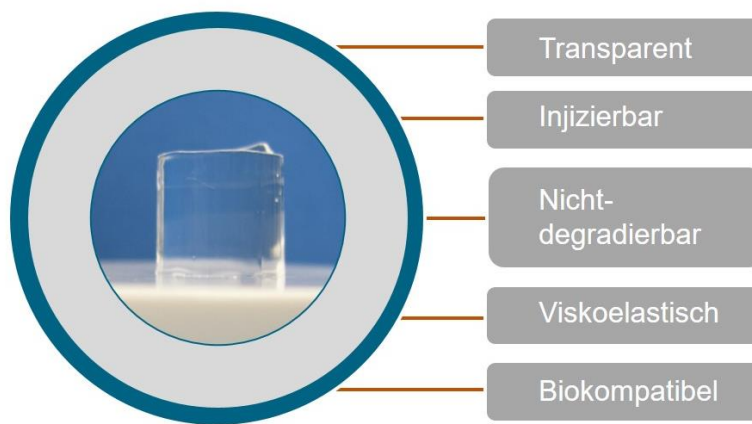 Transparent
Injizierbar
Nicht-
degradierbar
Viskoelastisch
Biokompatibel